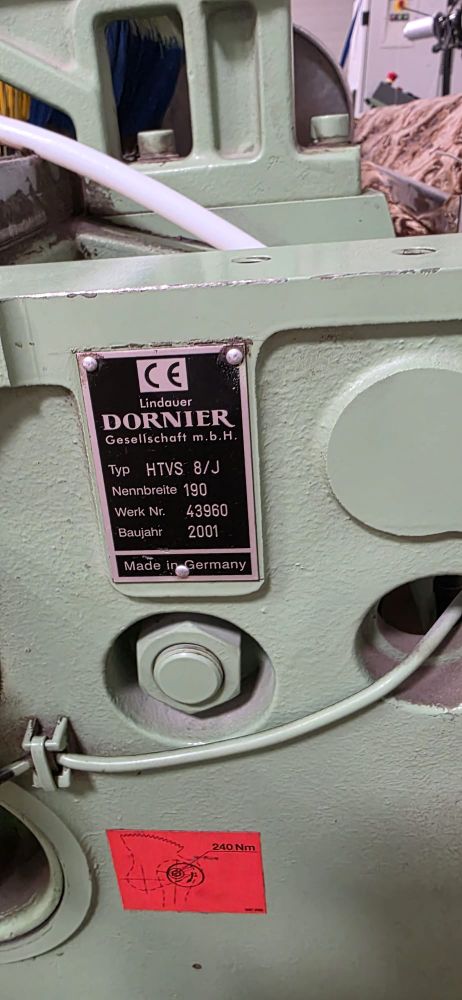 CE
Lindauer
DORNIER
Gesellschaft m.b.H.
Typ HTVS 8/J
Nennbreite 190
Werk Nr. 43960
Baujahr 2001
Made in Germany
240 Nm